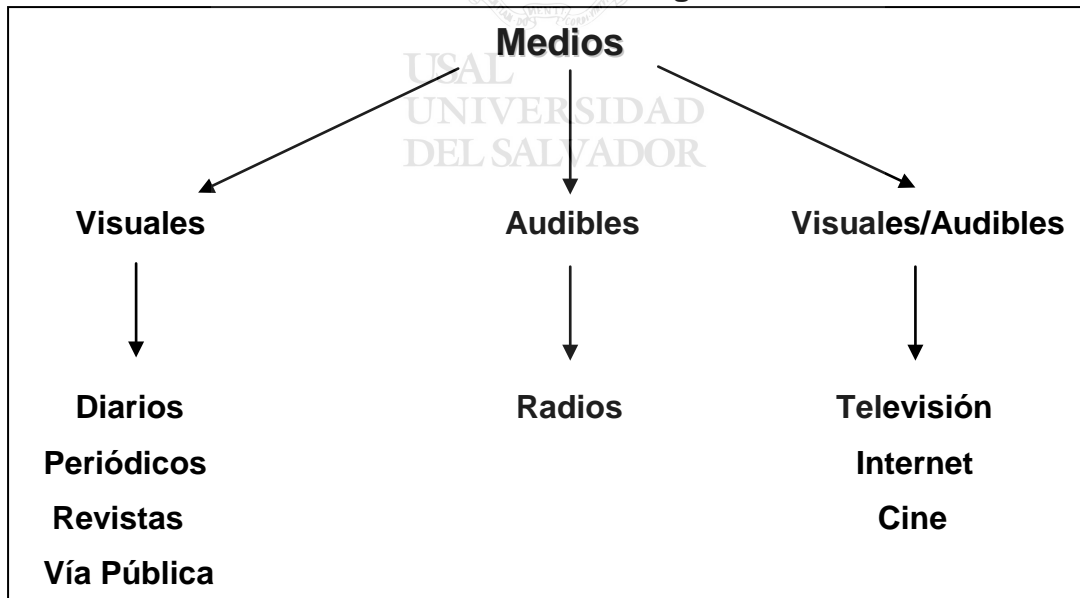 Medios
USAL
UNIVERSIDAD
DEL SALVADOR
Visuales Audibles Visuales/Audibles
Diarios Radios Televisión
Periódicos Internet
Revistas Cine
Vía Pública